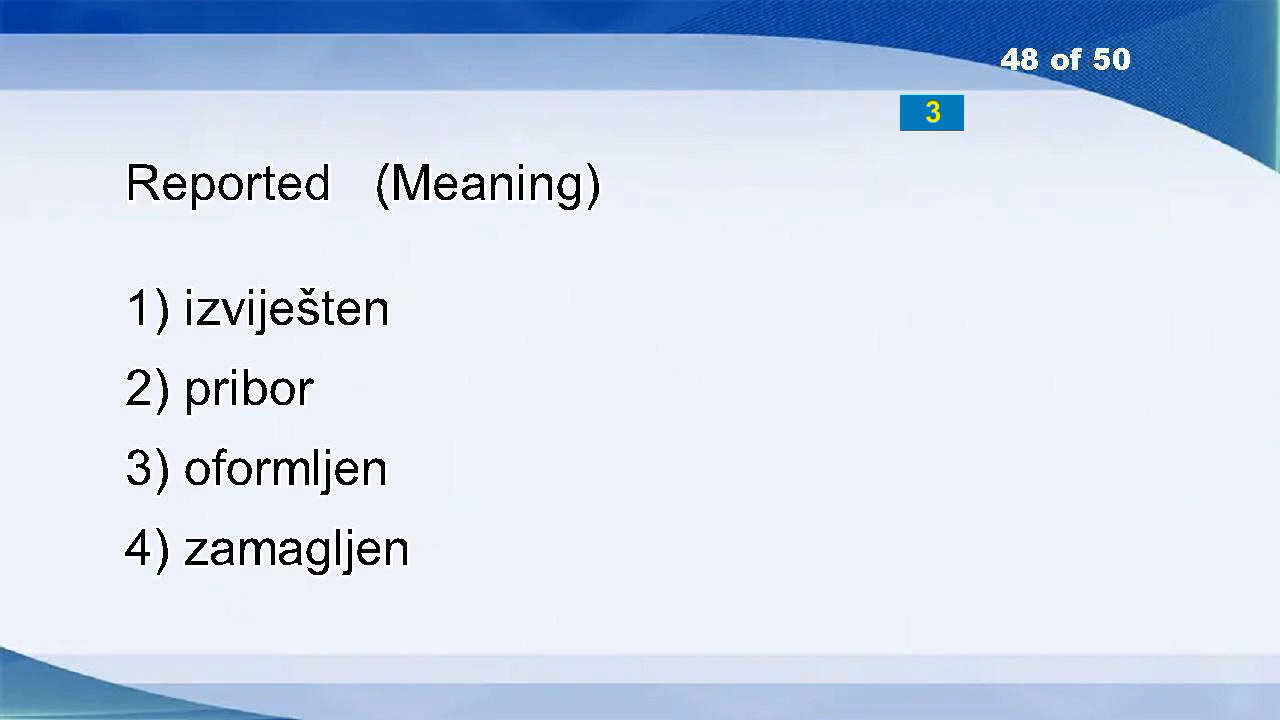 48 of 50
3
Reported (Meaning)
1) izviješten
2) pribor
3) oformljen
4) zamagljen